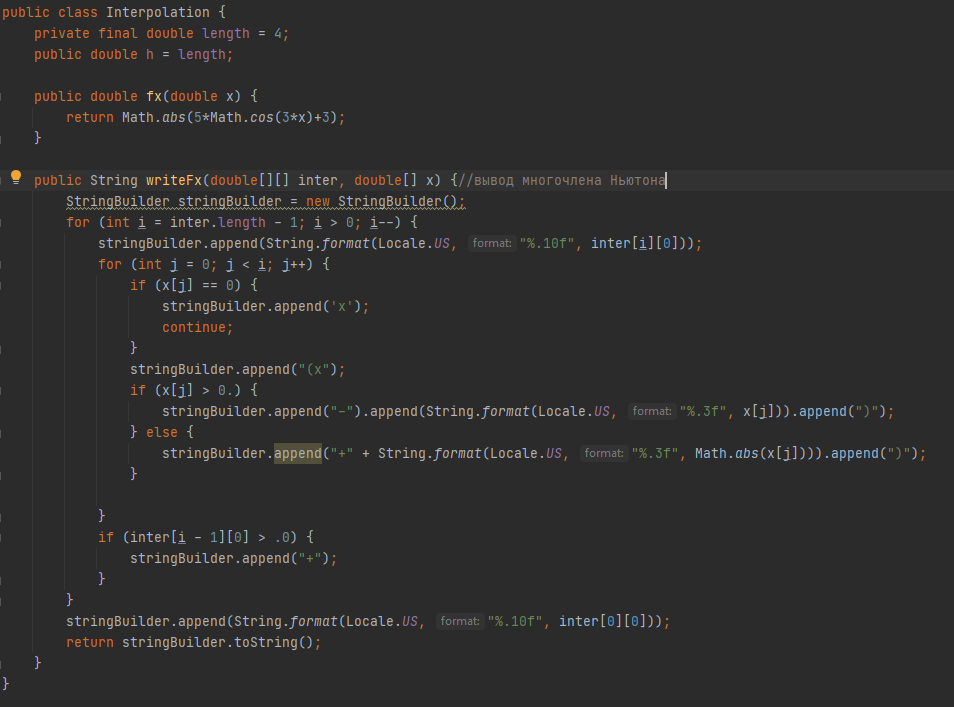 public class Interpolation {
    private final double length = 4;
    public double h = length;
    public double fx(double x) {
        return Math.abs(5*Math.cos(3*x)+3);
    }
    public String writeFx(double[][] inter, double[] x) {//вывод многочлена Ньютона
        StringBuilder stringBuilder = new StringBuilder();
        for (int i = inter.length - 1; i > 0; i--) {
            stringBuilder.append(String.format(Locale.US, format: "%.10f", inter[i][0]));
            for (int j = 0; j < i; j++) {
                if (x[j] == 0) {
                    stringBuilder.append('x');
                    continue;
                }
                stringBuilder.append("(x");
                if (x[j] > 0.) {
                    stringBuilder.append("-").append(String.format(Locale.US, format: "%.3f", x[j])).append(")");
                } else {
                    stringBuilder.append("+" + String.format(Locale.US, format: "%.3f", Math.abs(x[j]))).append(")");
                }
            }
            if (inter[i - 1][0] > .0) {
                stringBuilder.append("+");
            }
        }
        stringBuilder.append(String.format(Locale.US, format: "%.10f", inter[0][0]));
        return stringBuilder.toString();
    }
}